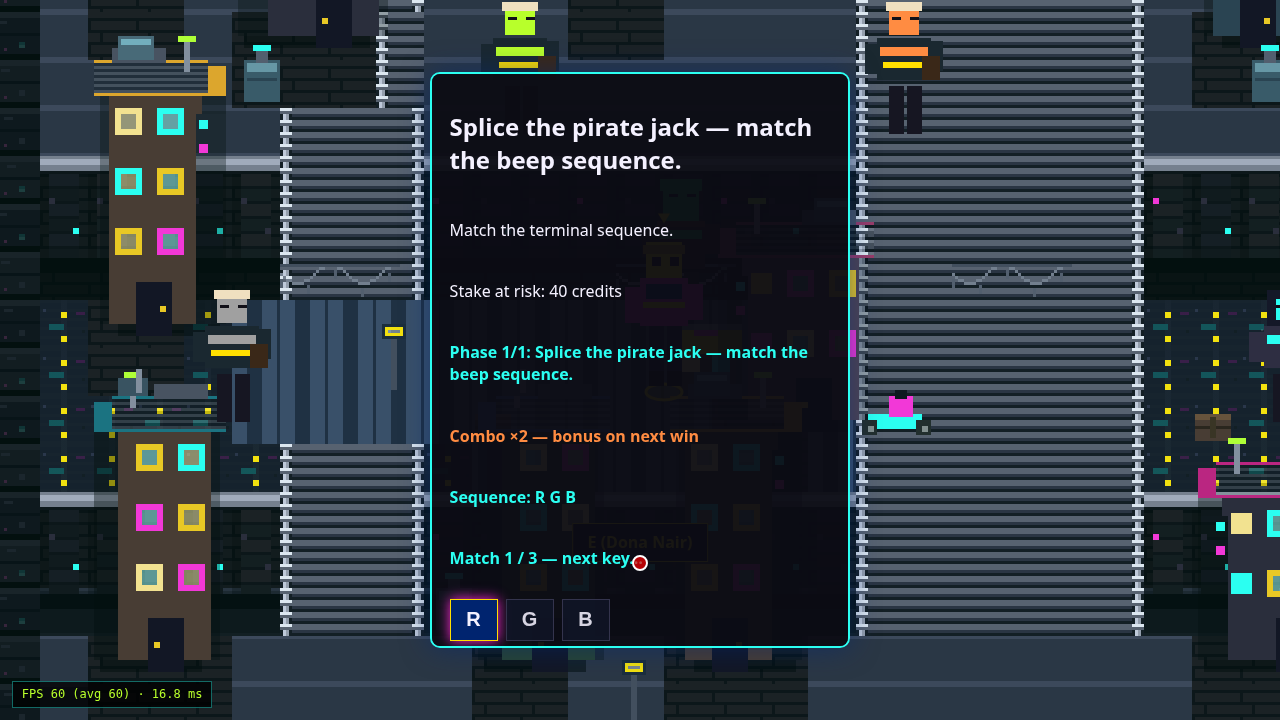 Splice the pirate jack — match
the beep sequence.
Match the terminal sequence.
Stake at risk: 40 credits
Phase 1/1: Splice the pirate jack — match the
beep sequence.
Combo ×2 — bonus on next win
Sequence: R G B
E (Dona Nair)
Match 1 / 3 — next key
R G B
FPS 60 (avg 60) · 16.8 ms